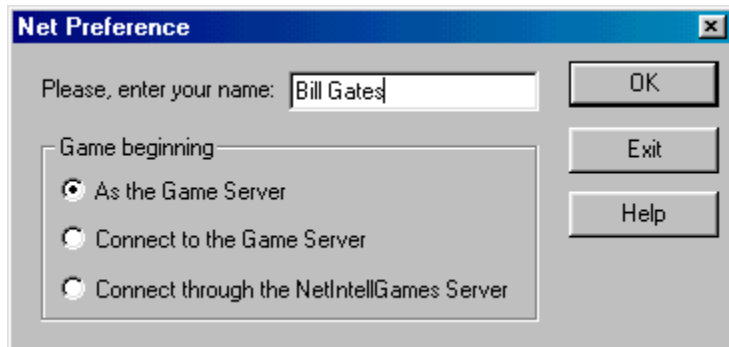 Net Preference
Please, enter your name: Bill Gates
OK
Game beginning
Exit
As the Game Server
Help
Connect to the Game Server
Connect through the NetIntellGames Server